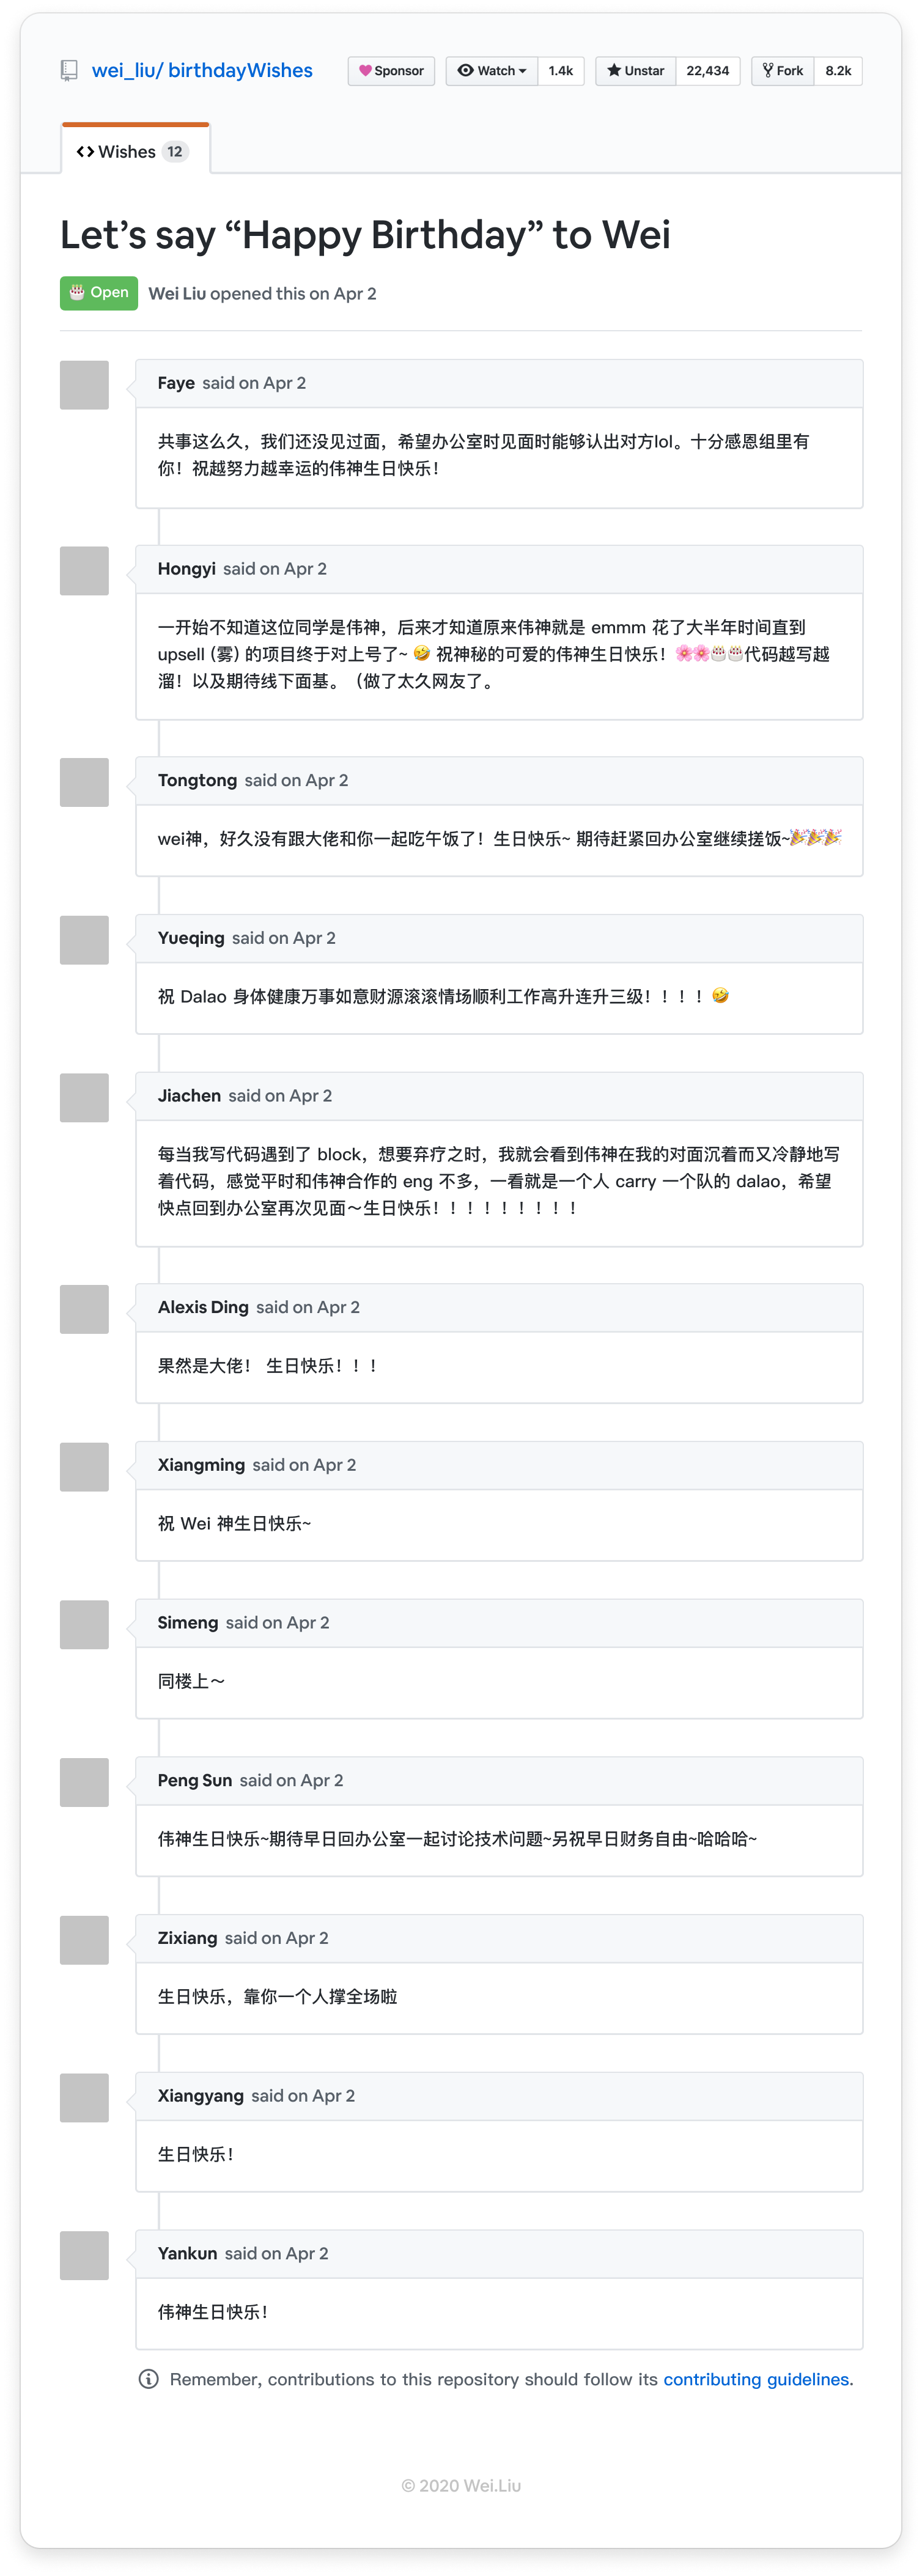 wei_liu/ birthdayWishes
Sponsor
Watch
1.4k
Unstar
22,434
Fork
8.2k
Wishes 12
Let’s say “Happy Birthday” to Wei
Open
Wei Liu opened this on Apr 2
Faye said on Apr 2
共事这么久，我们还没见过面，希望办公室时见面时能够认出对方lol。十分感恩组里有
你！祝越努力越幸运的伟神生日快乐！
Hongyi said on Apr 2
一开始不知道这位同学是伟神，后来才知道原来伟神就是 emmm 花了大半年时间直到
upsell (雾) 的项目终于对上号了~ 🤣 祝神秘的可爱的伟神生日快乐！🌸🌸🎂🎂代码越写越
溜！以及期待线下面基。（做了太久网友了。
Tongtong said on Apr 2
wei神，好久没有跟大佬和你一起吃午饭了！生日快乐~ 期待赶紧回办公室继续搓饭~🎉🎉🎉
Yueqing said on Apr 2
祝 Dalao 身体健康万事如意财源滚滚情场顺利工作高升连升三级！！！！🤣
Jiachen said on Apr 2
每当我写代码遇到了 block，想要弃疗之时，我就会看到伟神在我的对面沉着而又冷静地写
着代码，感觉平时和伟神合作的 eng 不多，一看就是一个人 carry 一个队的 dalao，希望
快点回到办公室再次见面～生日快乐！！！！！！！！！
Alexis Ding said on Apr 2
果然是大佬！ 生日快乐！！！
Xiangming said on Apr 2
祝 Wei 神生日快乐~
Simeng said on Apr 2
同楼上～
Peng Sun said on Apr 2
伟神生日快乐~期待早日回办公室一起讨论技术问题~另祝早日财务自由~哈哈哈~
Zixiang said on Apr 2
生日快乐，靠你一个人撑全场啦
Xiangyang said on Apr 2
生日快乐！
Yankun said on Apr 2
伟神生日快乐！
Remember, contributions to this repository should follow its contributing guidelines.
© 2020 Wei.Liu